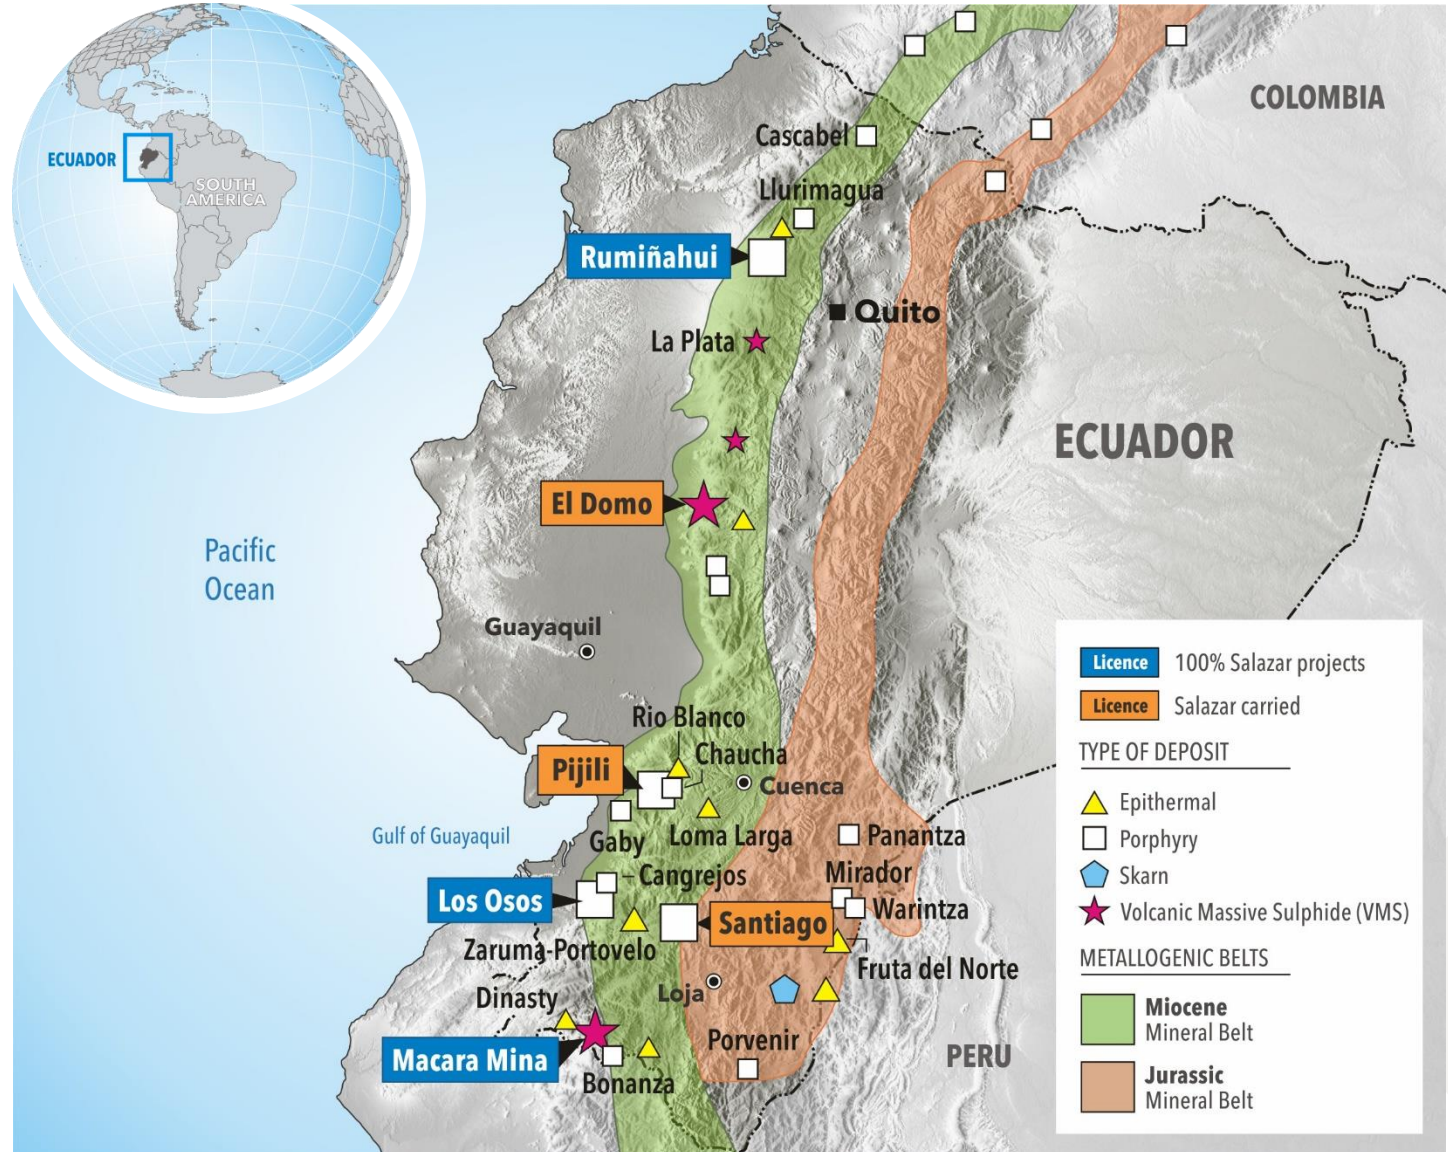 ECUADOR
SOUTH
AMERICA
COLOMBIA
Cascabel
Llurimagua
Rumiñahui
Quito
La Plata
ECUADOR
El Domo
Pacific
Ocean
Guayaquil
Rio Blanco
Chaucha
Pijili
Cuenca
Gaby
Loma Larga
Gulf of Guayaquil
Panantza
Mirador
Cangrejos
Los Osos
Warintza
Santiago
Zaruma-Portovelo
Fruta del Norte
Loja
Dinasty
Porvenir
PERU
Macara Mina
Bonanza
Licence 100% Salazar projects
Licence Salazar carried
TYPE OF DEPOSIT
Epithermal
Porphyry
Skarn
Volcanic Massive Sulphide (VMS)
METALLOGENIC BELTS
Miocene
Mineral Belt
Jurassic
Mineral Belt